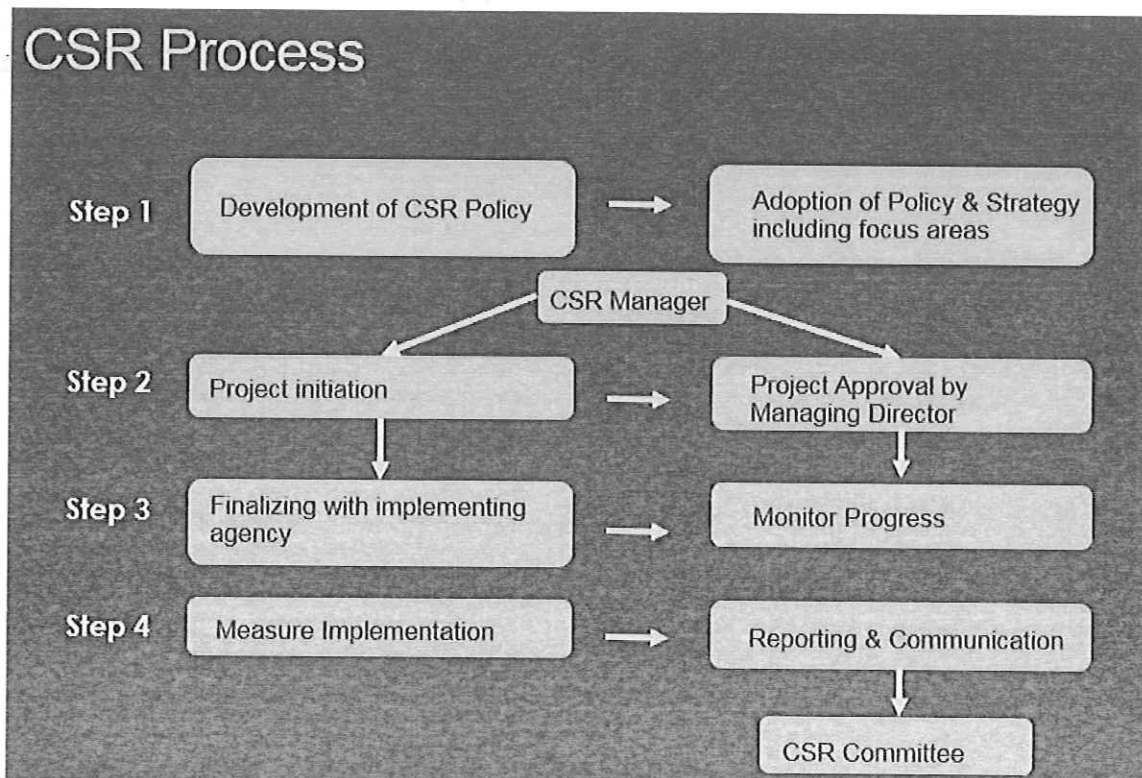 CSR Process
Step 1
Development of CSR Policy
Adoption of Policy & Strategy
including focus areas
CSR Manager
Step 2
Project initiation
Project Approval by
Managing Director
Step 3
Finalizing with implementing
agency
Monitor Progress
Step 4
Measure Implementation
Reporting & Communication
CSR Committee